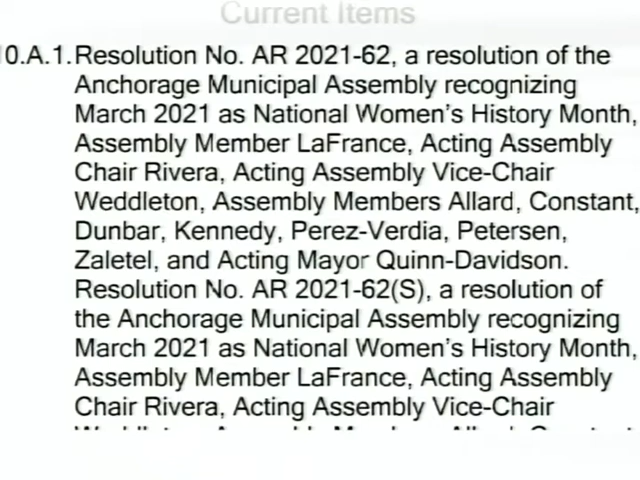 Current Items
0.A.1. Resolution No. AR 2021-62, a resolution of the
Anchorage Municipal Assembly recognizing
March 2021 as National Women's History Month,
Assembly Member LaFrance, Acting Assembly
Chair Rivera, Acting Assembly Vice-Chair
Weddleton, Assembly Members Allard, Constant,
Dunbar, Kennedy, Perez-Verdia, Petersen,
Zaletel, and Acting Mayor Quinn-Davidson.
Resolution No. AR 2021-62(S), a resolution of
the Anchorage Municipal Assembly recognizing
March 2021 as National Women's History Month,
Assembly Member LaFrance, Acting Assembly
Chair Rivera, Acting Assembly Vice-Chair